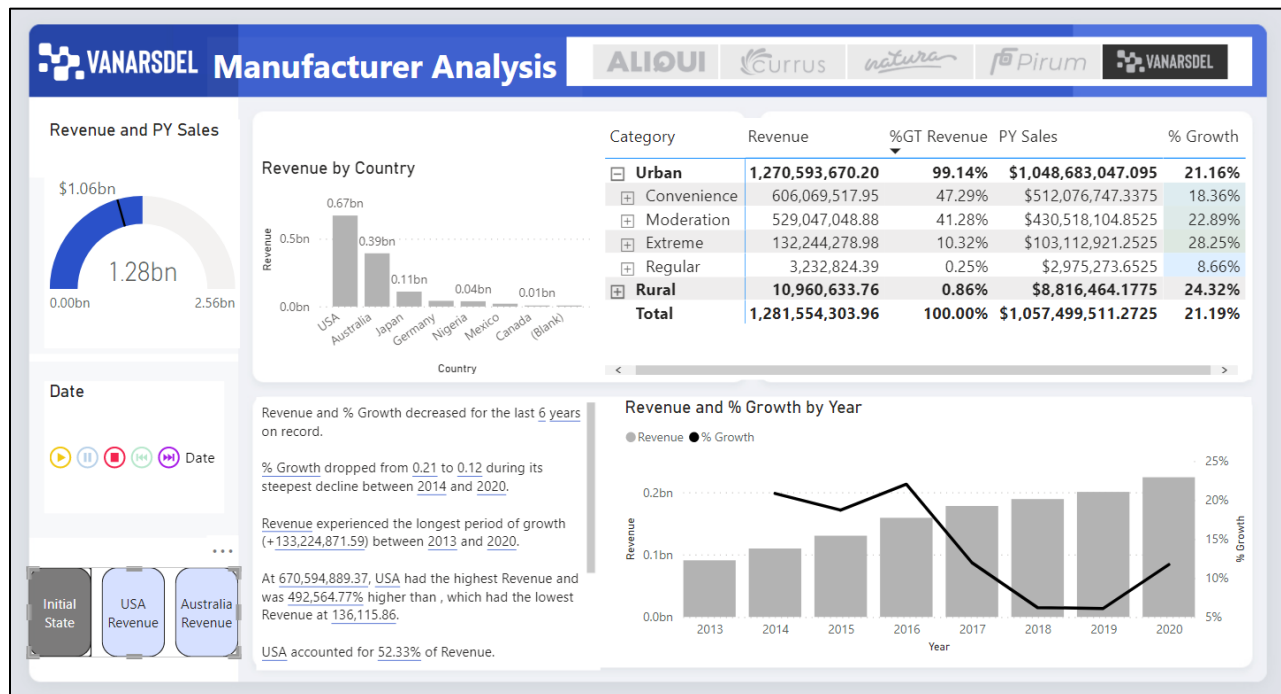 VANARSDEL Manufacturer Analysis
ALIQUI Currus natura Pirum VANARSDEL
Revenue and PY Sales
$1.06bn
1.28bn
0.00bn 2.56bn
Revenue by Country
0.67bn
0.39bn
0.11bn
0.04bn
0.01bn
Revenue
0.5bn
0.0bn
USA Australia Japan Germany Nigeria Mexico Canada (Blank)
Country
Category Revenue %GT Revenue PY Sales % Growth
Urban 1,270,593,670.20 99.14% $1,048,683,047.095 21.16%
Convenience 606,069,517.95 47.29% $512,076,747.3375 18.36%
Moderation 529,047,048.88 41.28% $430,518,104.8525 22.89%
Extreme 132,244,278.98 10.32% $103,112,921.2525 28.25%
Regular 3,232,824.39 0.25% $2,975,273.6525 8.66%
Rural 10,960,633.76 0.86% $8,816,464.1775 24.32%
Total 1,281,554,303.96 100.00% $1,057,499,511.2725 21.19%
Date
Date
Initial
State
USA
Revenue
Australia
Revenue
Revenue and % Growth decreased for the last 6 years
on record.
% Growth dropped from 0.21 to 0.12 during its
steepest decline between 2014 and 2020.
Revenue experienced the longest period of growth
(+133,224,871.59) between 2013 and 2020.
At 670,594,889.37, USA had the highest Revenue and
was 492,564.77% higher than , which had the lowest
Revenue at 136,115.86.
USA accounted for 52.33% of Revenue.
Revenue and % Growth by Year
Revenue % Growth
Revenue
0.2bn
0.1bn
0.0bn
25%
20%
15%
10%
5%
% Growth
2013 2014 2015 2016 2017 2018 2019 2020
Year